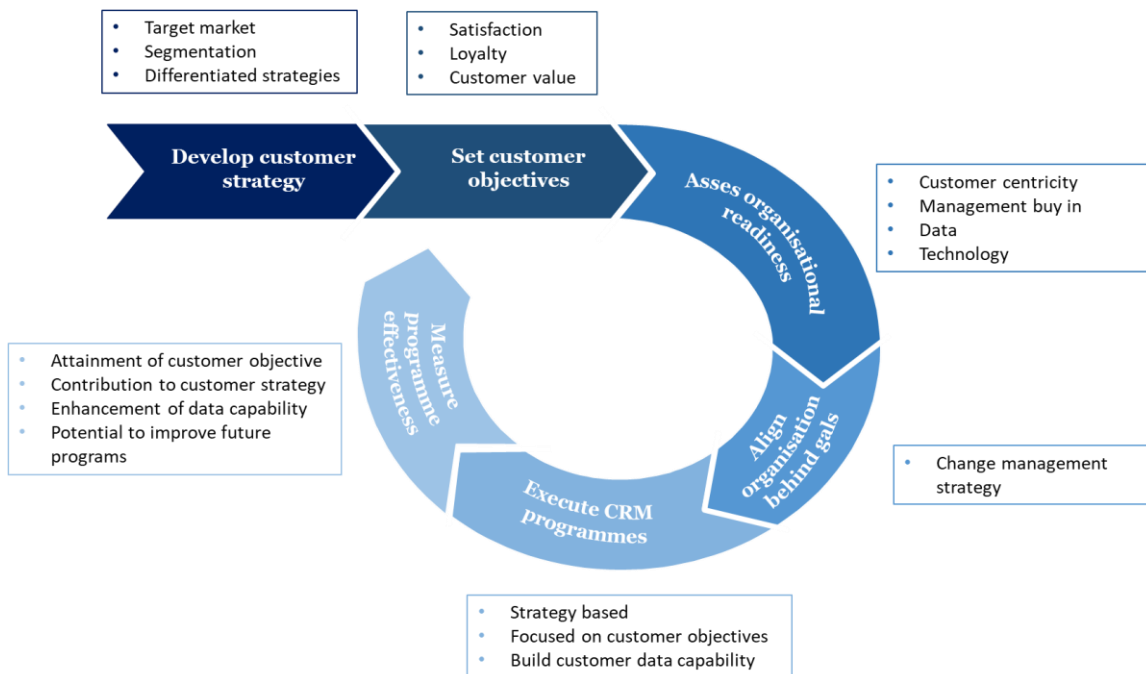 • Target market
• Segmentation
• Differentiated strategies
• Satisfaction
• Loyalty
• Customer value
Develop customer
strategy
Set customer
objectives
Asses organisational
readiness
• Customer centricity
• Management buy in
• Data
• Technology
Align
organisation
behind gals
• Change management
strategy
Execute CRM
programmes
• Strategy based
• Focused on customer objectives
• Build customer data capability
Measure
programme
effectiveness
• Attainment of customer objective
• Contribution to customer strategy
• Enhancement of data capability
• Potential to improve future
programs